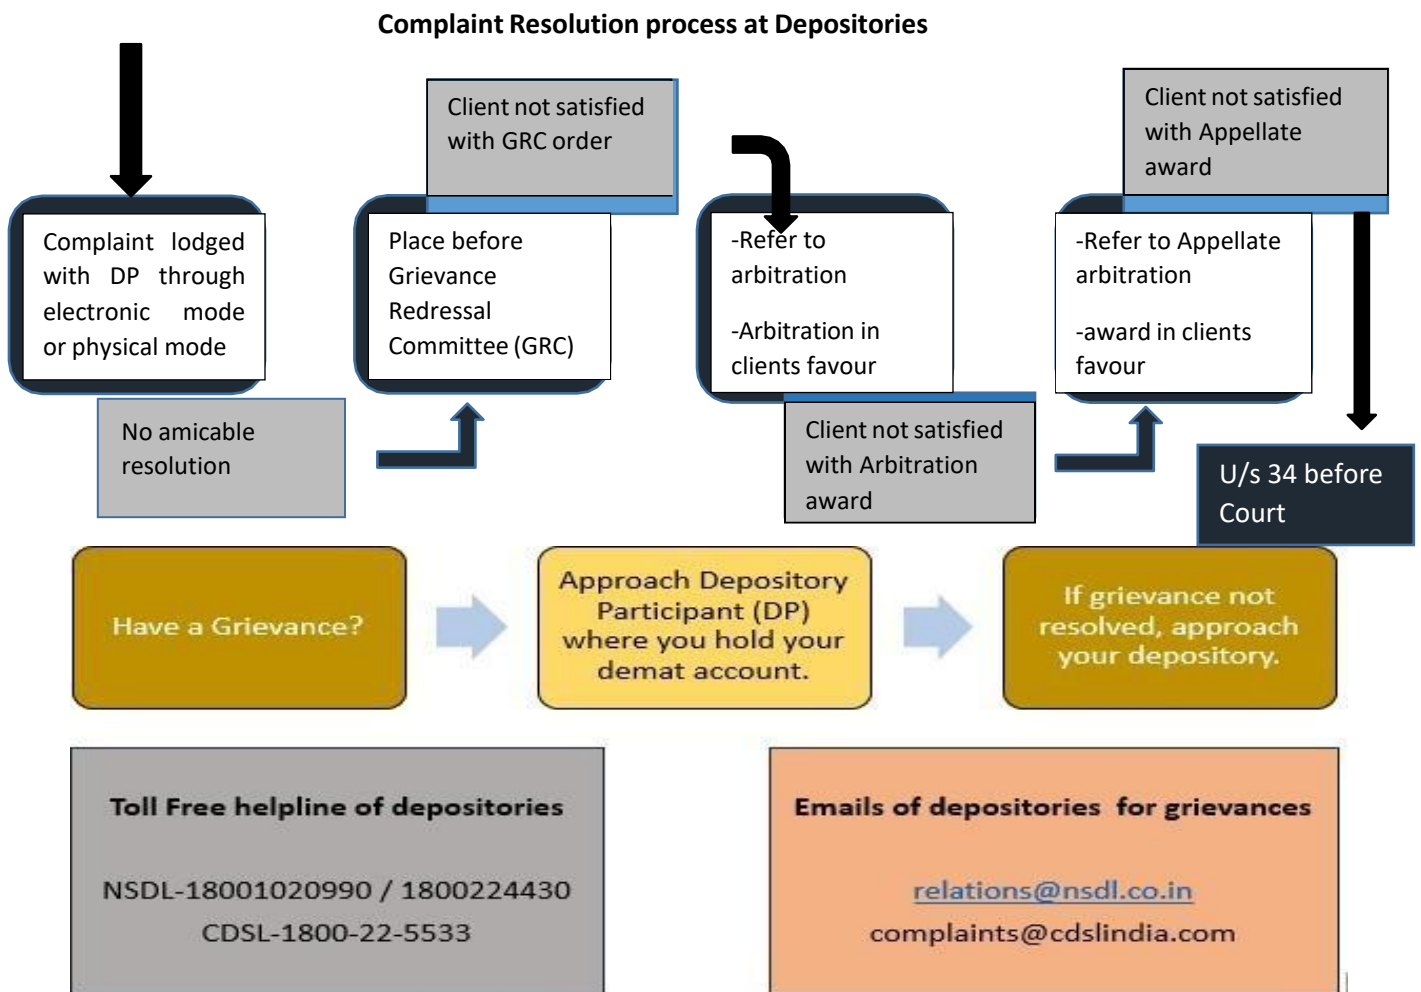 Complaint Resolution process at Depositories
Client not satisfied
with GRC order
Client not satisfied
with Appellate
award
Complaint lodged
with DP through
electronic mode
or physical mode
Place before
Grievance
Redressal
Committee (GRC)
-Refer to
arbitration
-Arbitration in
clients favour
-Refer to Appellate
arbitration
-award in clients
favour
No amicable
resolution
Client not satisfied
with Arbitration
award
U/s 34 before
Court
Have a Grievance?
Approach Depository
Participant (DP)
where you hold your
demat account.
If grievance not
resolved, approach
your depository.
Toll Free helpline of depositories
NSDL-18001020990 / 1800224430
CDSL-1800-22-5533
Emails of depositories for grievances
relations@nsdl.co.in
complaints@cdslindia.com